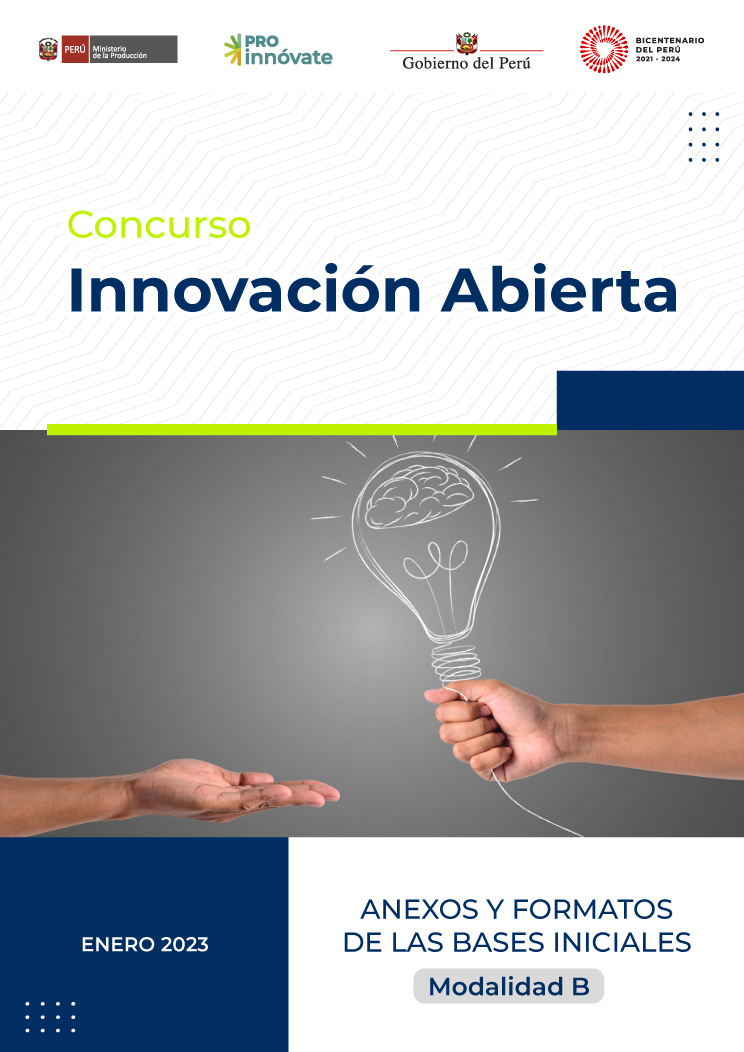 PERÚ
Ministerio
de la Producción
PRO
innóvate
Gobierno del Perú
BICENTENARIO
DEL PERÚ
2021 - 2024
Concurso
Innovación Abierta
ENERO 2023
ANEXOS Y FORMATOS
DE LAS BASES INICIALES
Modalidad B